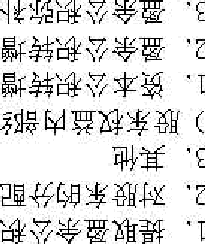 1. 提取盈余公积
2. 对股东的分配
3. 其他
) 股东权益内部
1. 资本公积转增
2. 盈余公积转增
3. 盈余公积弥补